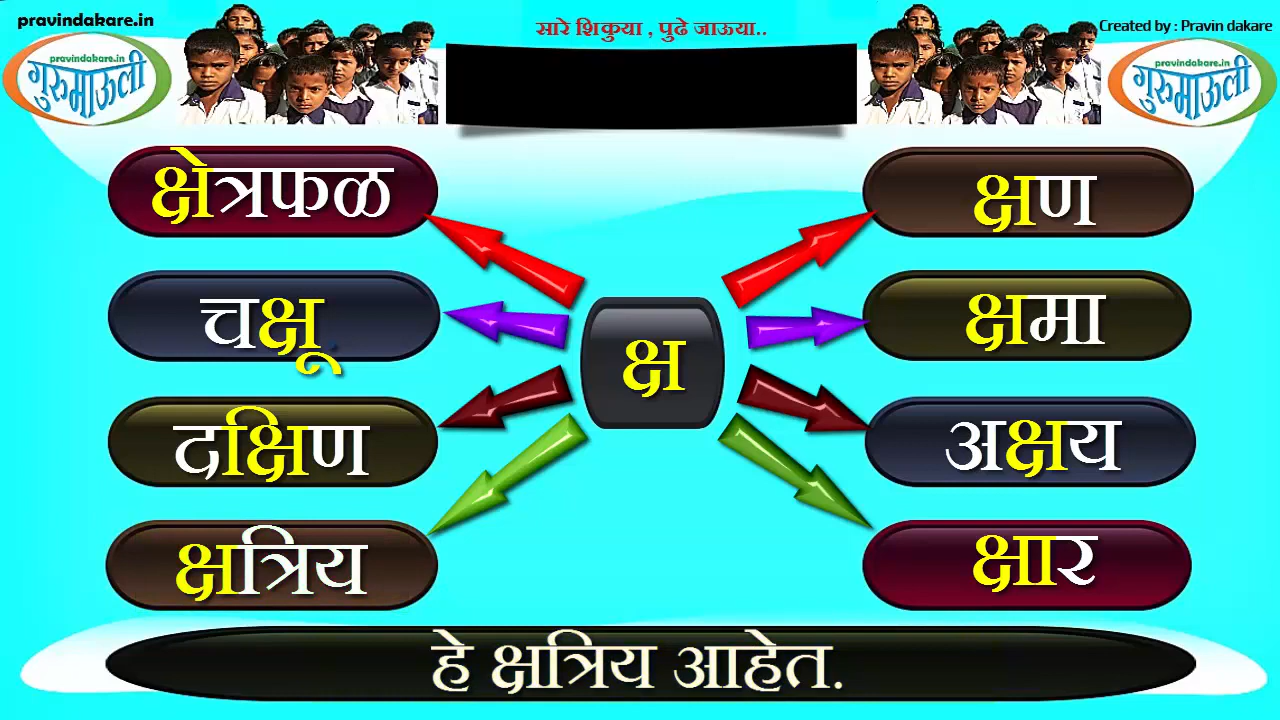 pravindakare.in
सारे शिकुया , पुढे जाऊया..
Created by : Pravin dakare
pravindakare.in
गुरुमाऊली
pravindakare.in
गुरुमाऊली
क्षेत्रफळ
क्षण
चक्षू
क्षमा
क्ष
दक्षिण
अक्षय
क्षत्रिय
क्षार
हे क्षत्रिय आहेत.